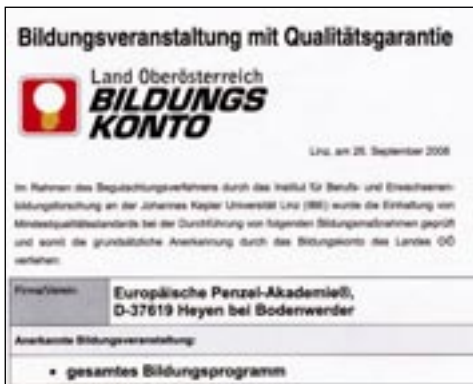 Bildungsveranstaltung mit Qualitätsgarantie
Land Oberösterreich
BILDUNGS
KONTO
Linz, am 25. September 2008
Im Rahmen des Begutachtungsverfahrens durch das Institut für Berufs- und Erwachsenen-
bildungsforschung an der Johannes Kepler Universität Linz (IBE) wurde die Einhaltung von
Mindestqualitätsstandards bei der Durchführung von folgenden Bildungsmaßnahmen geprüft
und somit die grundsätzliche Anerkennung durch das Bildungskonto des Landes OÖ
verliehen:
Firma/Verein:
Europäische Penzel-Akademie®,
D-37619 Heyen bei Bodenwerder
Anerkannte Bildungsveranstaltung:
• gesamtes Bildungsprogramm